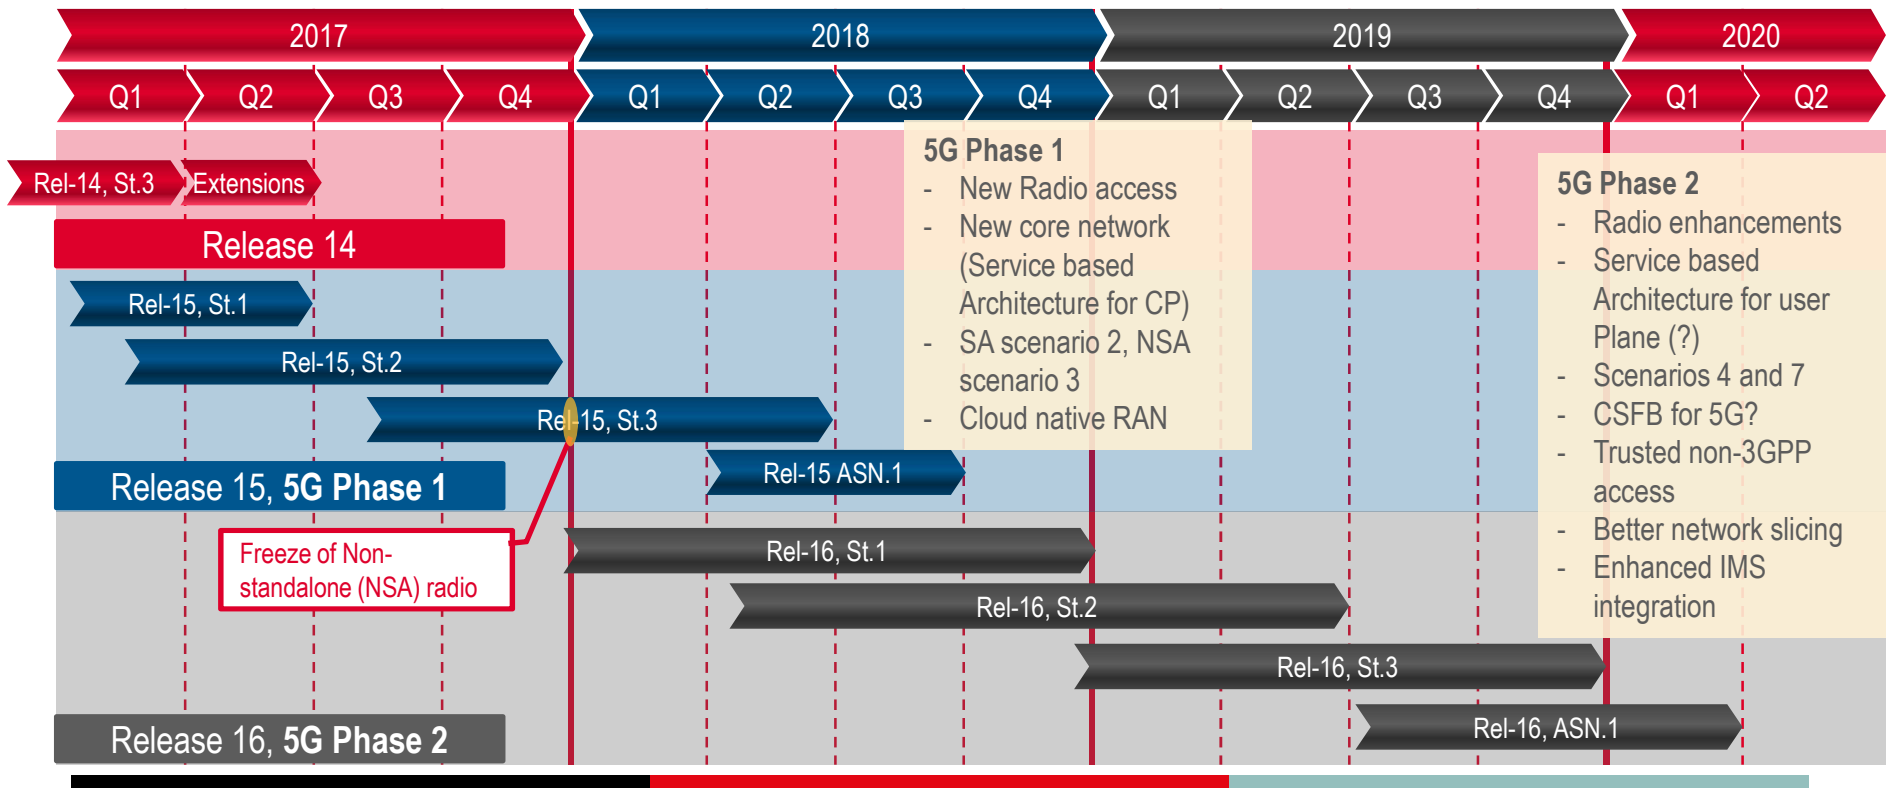 2017
2018
2019
2020
Q1
Q2
Q3
Q4
Q1
Q2
Q3
Q4
Q1
Q2
Q3
Q4
Q1
Q2
Rel-14, St.3
Extensions
Release 14
Rel-15, St.1
Rel-15, St.2
Rel-15, St.3
Rel-15 ASN.1
Release 15, 5G Phase 1
Freeze of Non-
standalone (NSA) radio
Rel-16, St.1
Rel-16, St.2
Rel-16, St.3
Rel-16, ASN.1
Release 16, 5G Phase 2
5G Phase 1
- New Radio access
- New core network
(Service based
Architecture for CP)
- SA scenario 2, NSA
scenario 3
- Cloud native RAN
5G Phase 2
- Radio enhancements
- Service based
Architecture for user
Plane (?)
- Scenarios 4 and 7
- CSFB for 5G?
- Trusted non-3GPP
access
- Better network slicing
- Enhanced IMS
integration